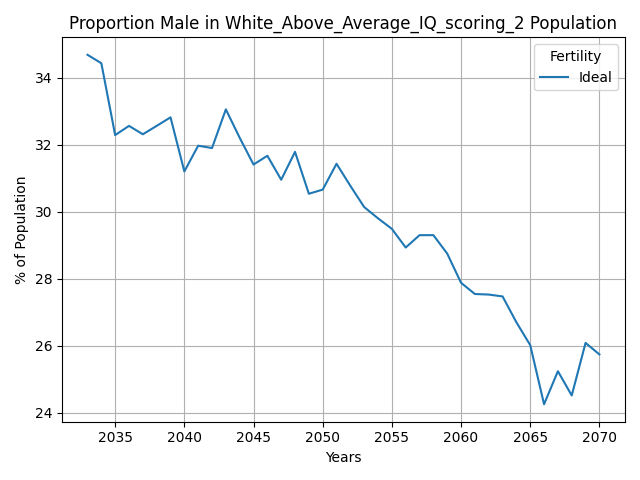 Proportion Male in White_Above_Average_IQ_scoring_2 Population
Fertility
Ideal
% of Population
34
32
30
28
26
24
2035 2040 2045 2050 2055 2060 2065 2070
Years